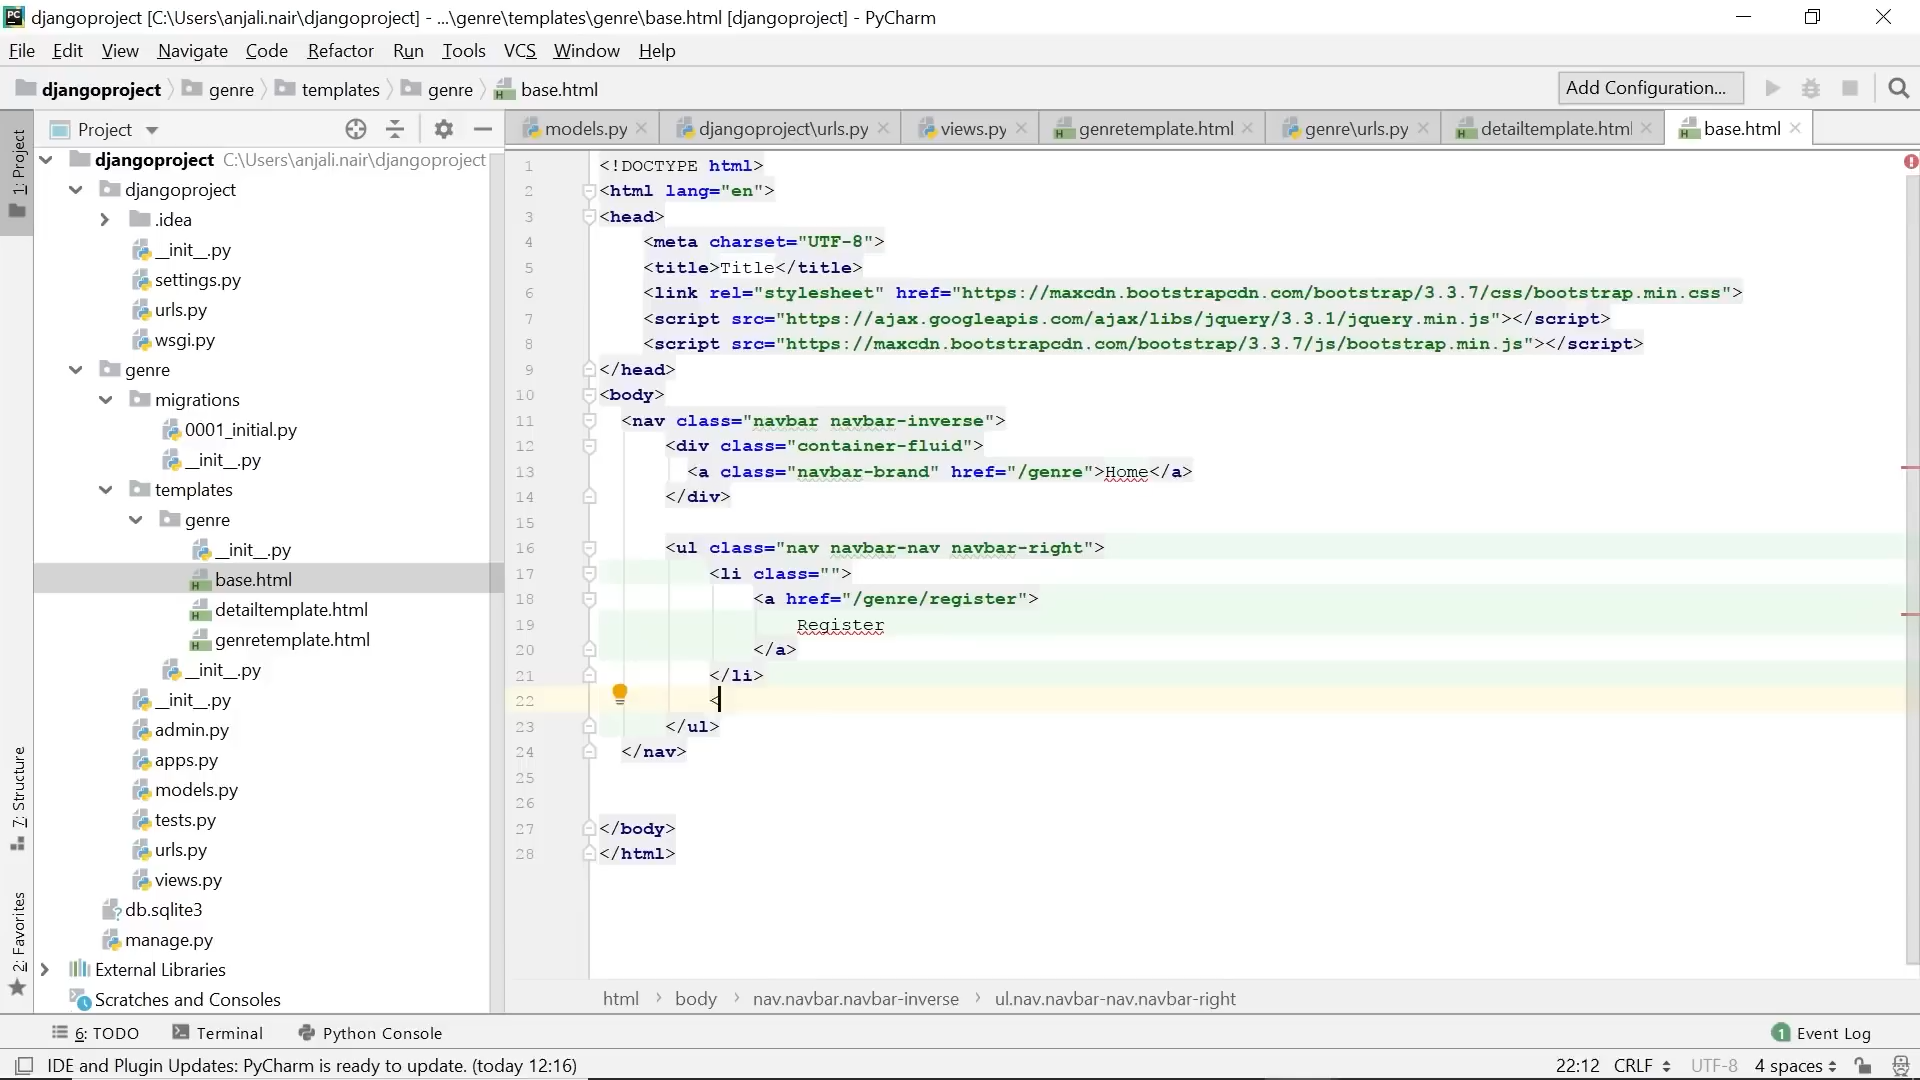 djangoproject [C:\Users\anjali.nair\djangoproject] - ...\genre\templates\genre\base.html [djangoproject] - PyCharm
File Edit View Navigate Code Refactor Run Tools VCS Window Help
djangoproject genre templates genre base.html Add Configuration...
1: Project
7: Structure
2: Favorites
Project
djangoproject C:\Users\anjali.nair\djangoproject
djangoproject
.idea
__init__.py
settings.py
urls.py
wsgi.py
genre
migrations
0001_initial.py
__init__.py
templates
genre
__init__.py
base.html
detailtemplate.html
genretemplate.html
__init__.py
__init__.py
admin.py
apps.py
models.py
tests.py
urls.py
views.py
db.sqlite3
manage.py
External Libraries
Scratches and Consoles
models.py djangoproject\urls.py views.py genretemplate.html genre\urls.py detailtemplate.html base.html
1 <!DOCTYPE html>
2 <html lang="en">
3 <head>
4 <meta charset="UTF-8">
5 <title>Title</title>
6 <link rel="stylesheet" href="https://maxcdn.bootstrapcdn.com/bootstrap/3.3.7/css/bootstrap.min.css">
7 <script src="https://ajax.googleapis.com/ajax/libs/jquery/3.3.1/jquery.min.js"></script>
8 <script src="https://maxcdn.bootstrapcdn.com/bootstrap/3.3.7/js/bootstrap.min.js"></script>
9 </head>
10 <body>
11 <nav class="navbar navbar-inverse">
12 <div class="container-fluid">
13 <a class="navbar-brand" href="/genre">Home</a>
14 </div>
15
16 <ul class="nav navbar-nav navbar-right">
17 <li class="">
18 <a href="/genre/register">
19 Register
20 </a>
21 </li>
22 <
23 </ul>
24 </nav>
25
26
27 </body>
28 </html>
html body nav.navbar.navbar-inverse ul.nav.navbar-nav.navbar-right
6: TODO Terminal Python Console 1 Event Log
IDE and Plugin Updates: PyCharm is ready to update. (today 12:16) 22:12 CRLF UTF-8 4 spaces